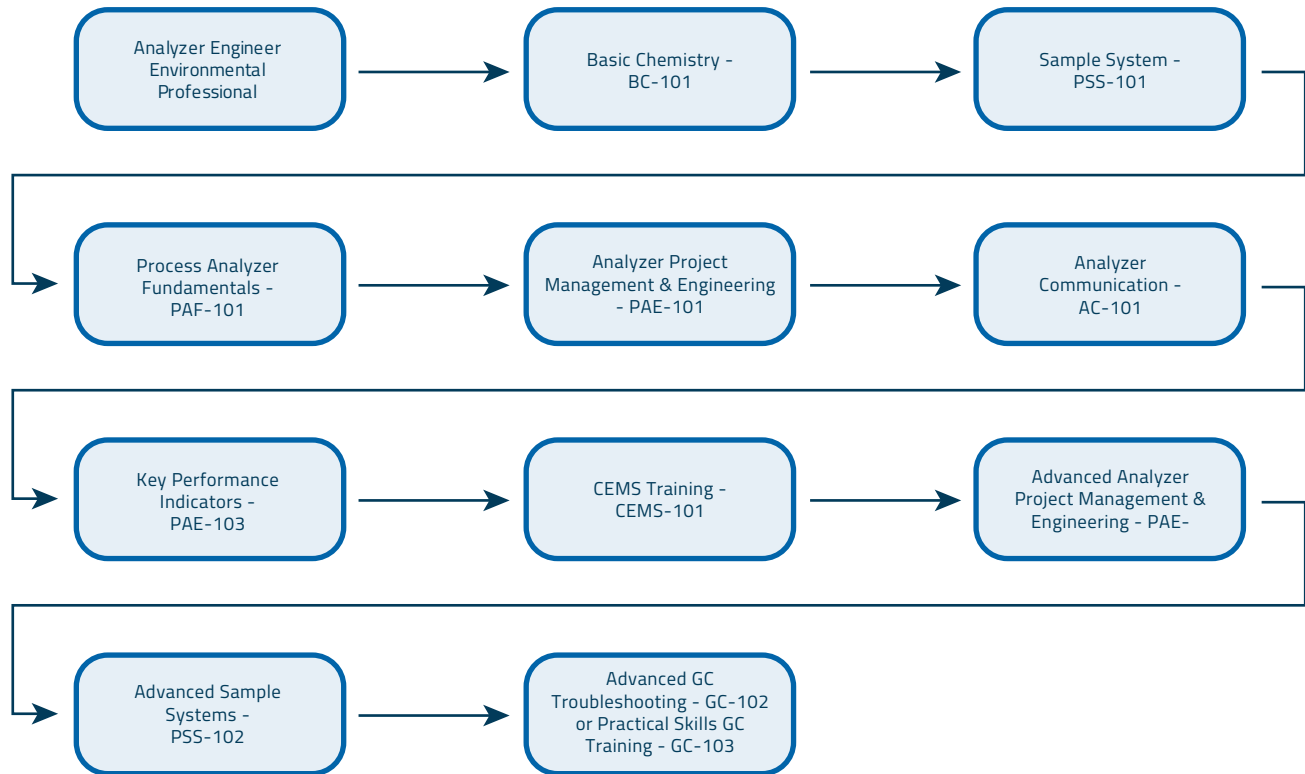 Analyzer Engineer
Environmental
Professional
Basic Chemistry -
BC-101
Sample System -
PSS-101
Process Analyzer
Fundamentals -
PAF-101
Analyzer Project
Management & Engineering
- PAE-101
Analyzer
Communication -
AC-101
Key Performance
Indicators -
PAE-103
CEMS Training -
CEMS-101
Advanced Analyzer
Project Management &
Engineering - PAE-
Advanced Sample
Systems -
PSS-102
Advanced GC
Troubleshooting - GC-102
or Practical Skills GC
Training - GC-103